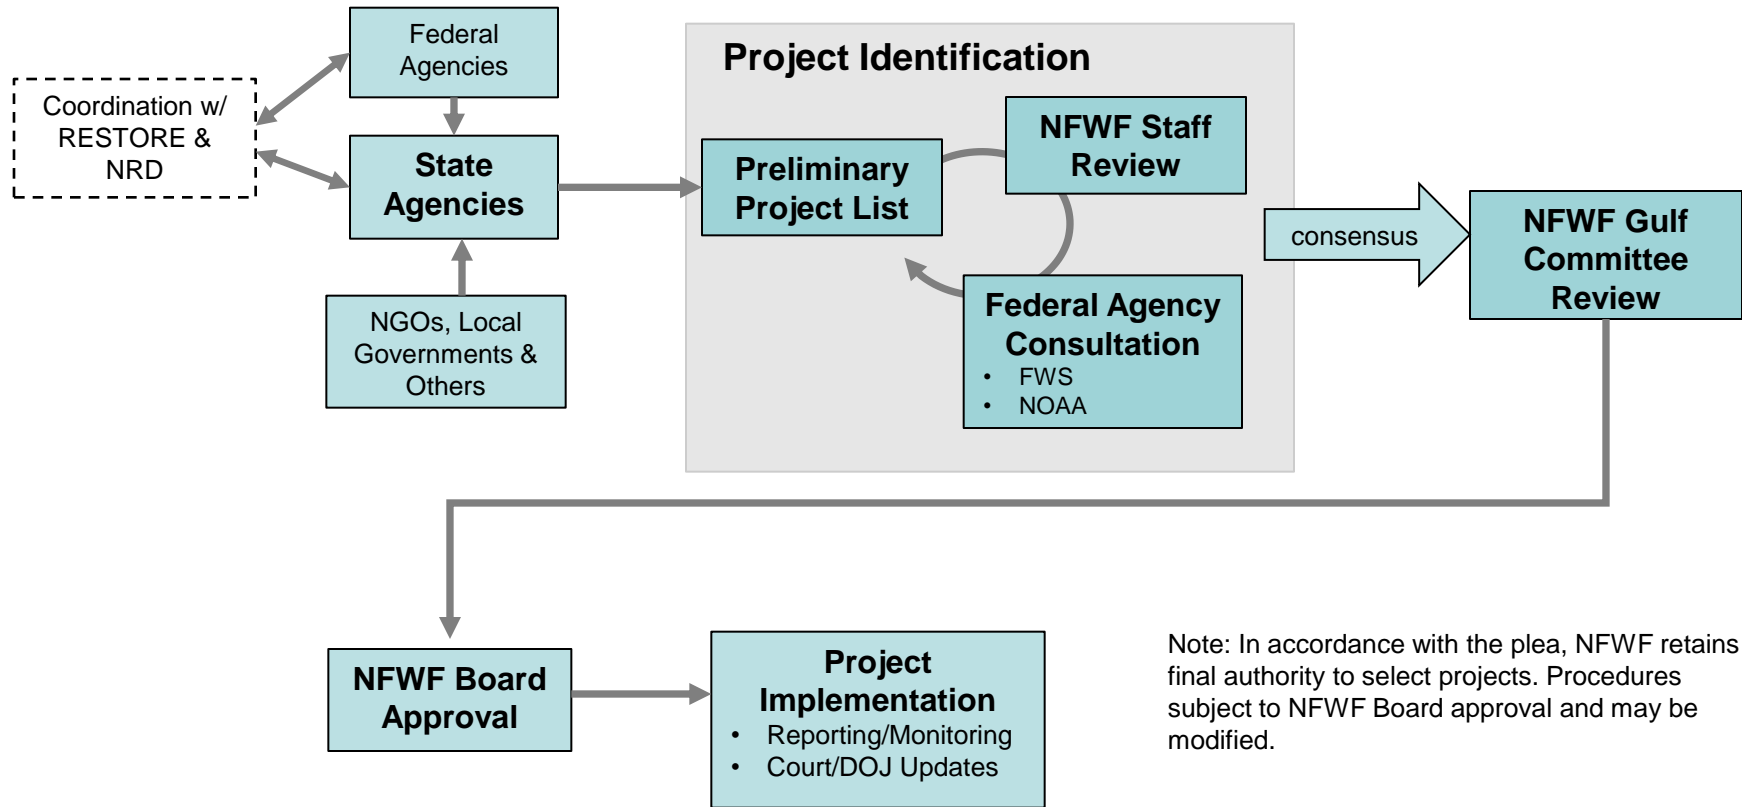 Federal
Agencies
Coordination w/
RESTORE &
NRD
State
Agencies
NGOs, Local
Governments &
Others
Project Identification
Preliminary
Project List
NFWF Staff
Review
Federal Agency
Consultation
• FWS
• NOAA
consensus
NFWF Gulf
Committee
Review
NFWF Board
Approval
Project
Implementation
• Reporting/Monitoring
• Court/DOJ Updates
Note: In accordance with the plea, NFWF retains
final authority to select projects. Procedures
subject to NFWF Board approval and may be
modified.